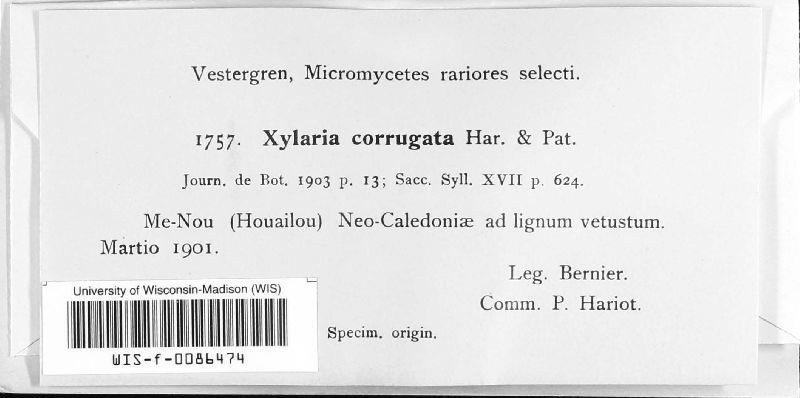 Vestergren, Micromycetes rariores selecti.
1757. Xylaria corrugata Har. & Pat.
Journ. de Bot. 1903 p. 13; Sacc. Syll. XVII p. 624.
Me-Nou (Houailou) Neo-Caledoniæ ad lignum vetustum.
Martio 1901.
Leg. Bernier.
Comm. P. Hariot.
Specim. origin.
University of Wisconsin-Madison (WIS)
WIS-f-0086474